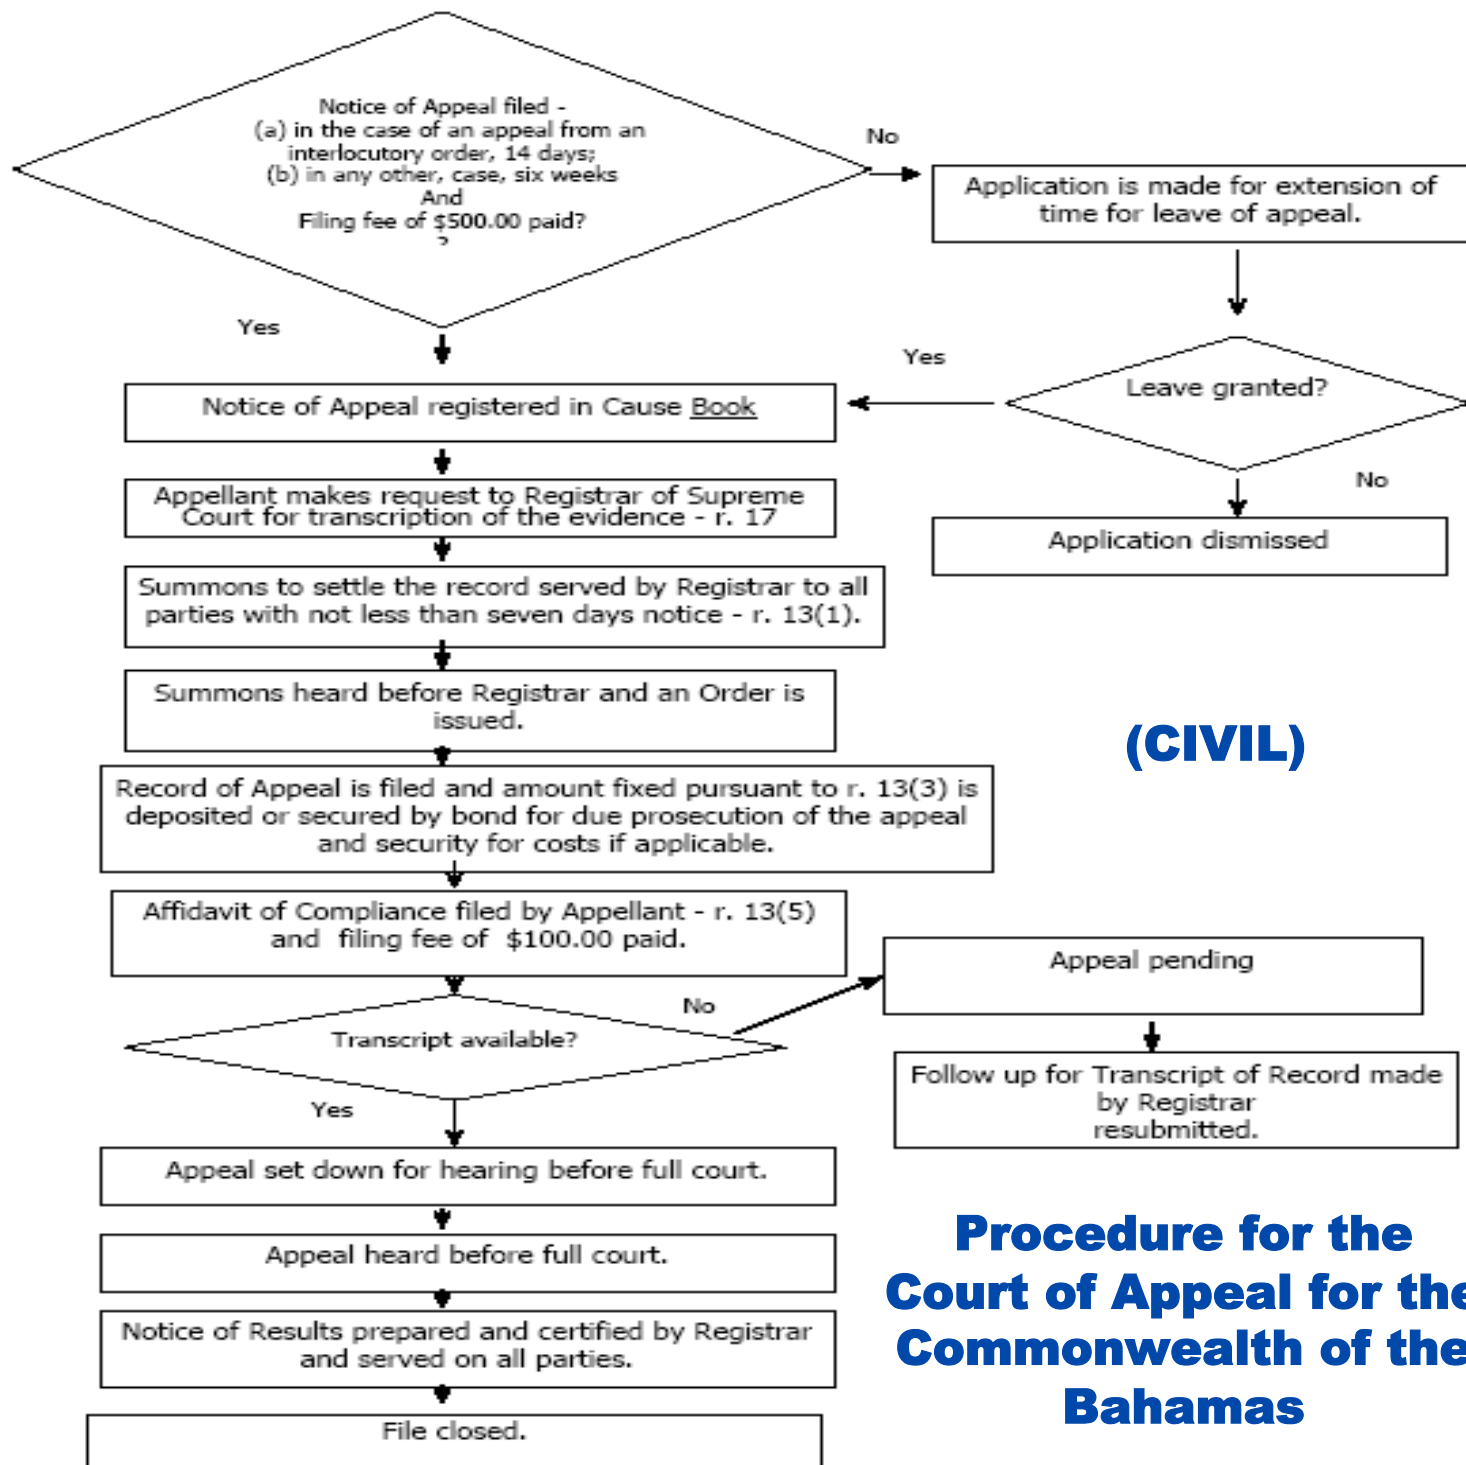 Notice of Appeal filed -
(a) in the case of an appeal from an
interlocutory order, 14 days;
(b) in any other, case, six weeks
And
Filing fee of $500.00 paid?
?
No
Application is made for extension of
time for leave of appeal.
Yes
Yes
Leave granted?
Notice of Appeal registered in Cause Book
No
Appellant makes request to Registrar of Supreme
Court for transcription of the evidence - r. 17
Application dismissed
Summons to settle the record served by Registrar to all
parties with not less than seven days notice - r. 13(1).
Summons heard before Registrar and an Order is
issued.
(CIVIL)
Record of Appeal is filed and amount fixed pursuant to r. 13(3) is
deposited or secured by bond for due prosecution of the appeal
and security for costs if applicable.
Affidavit of Compliance filed by Appellant - r. 13(5)
and filing fee of $100.00 paid.
Appeal pending
No
Transcript available?
Follow up for Transcript of Record made
by Registrar
resubmitted.
Yes
Appeal set down for hearing before full court.
Appeal heard before full court.
Notice of Results prepared and certified by Registrar
and served on all parties.
File closed.
Procedure for the
Court of Appeal for the
Commonwealth of the
Bahamas